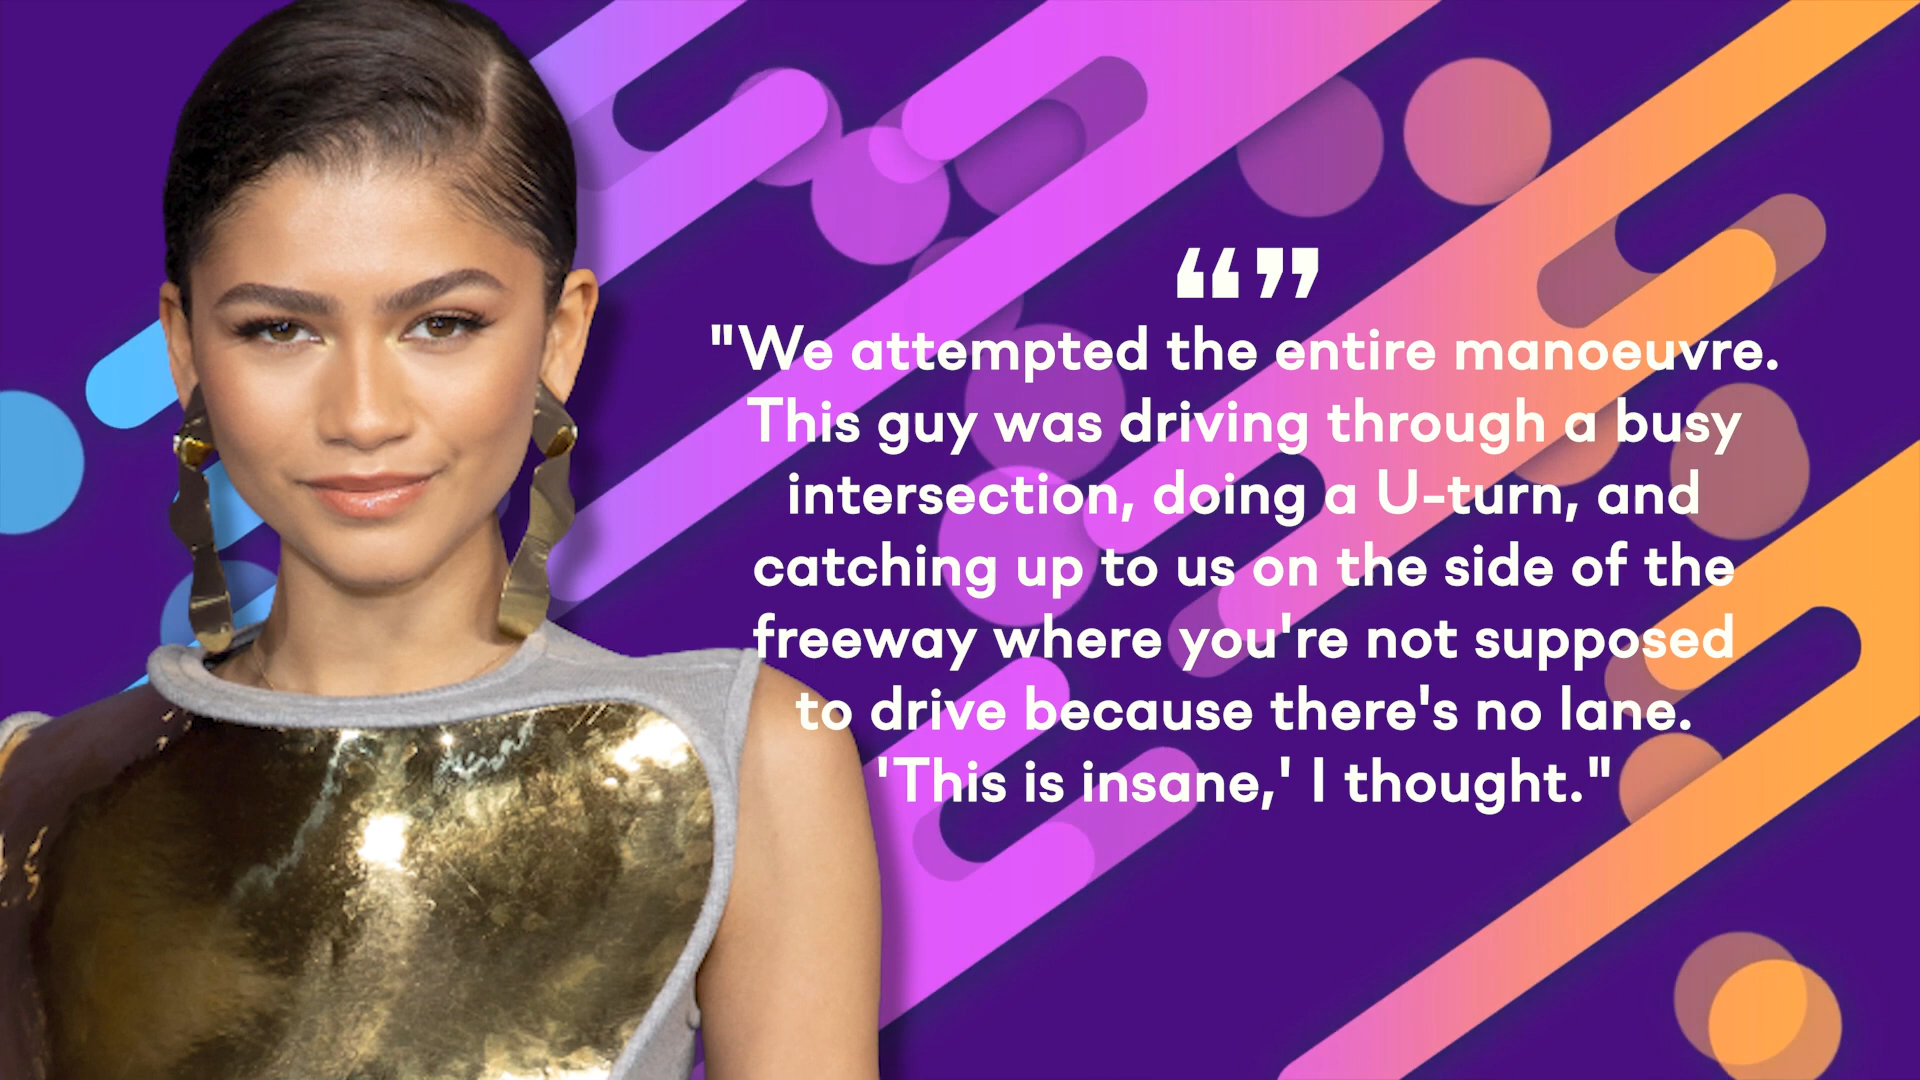 “”
"We attempted the entire manoeuvre.
This guy was driving through a busy
intersection, doing a U-turn, and
catching up to us on the side of the
freeway where you're not supposed
to drive because there's no lane.
'This is insane,' I thought."